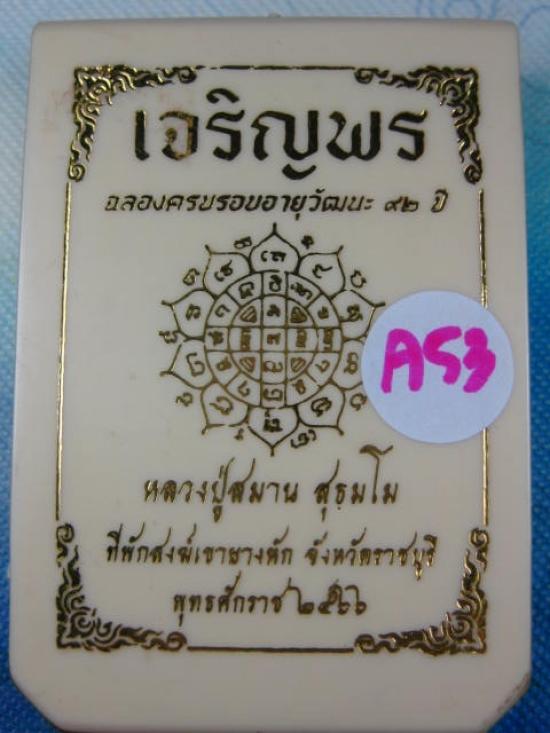 เจริญพร
ฉลองครบรอบอายุวัฒนะ ๙๒ ปี
A53
หลวงปู่สมาน สุธมโม
ที่พักสงฆ์เขายางหัก จังหวัดราชบุรี
พุทธศักราช ๒๕๖๖